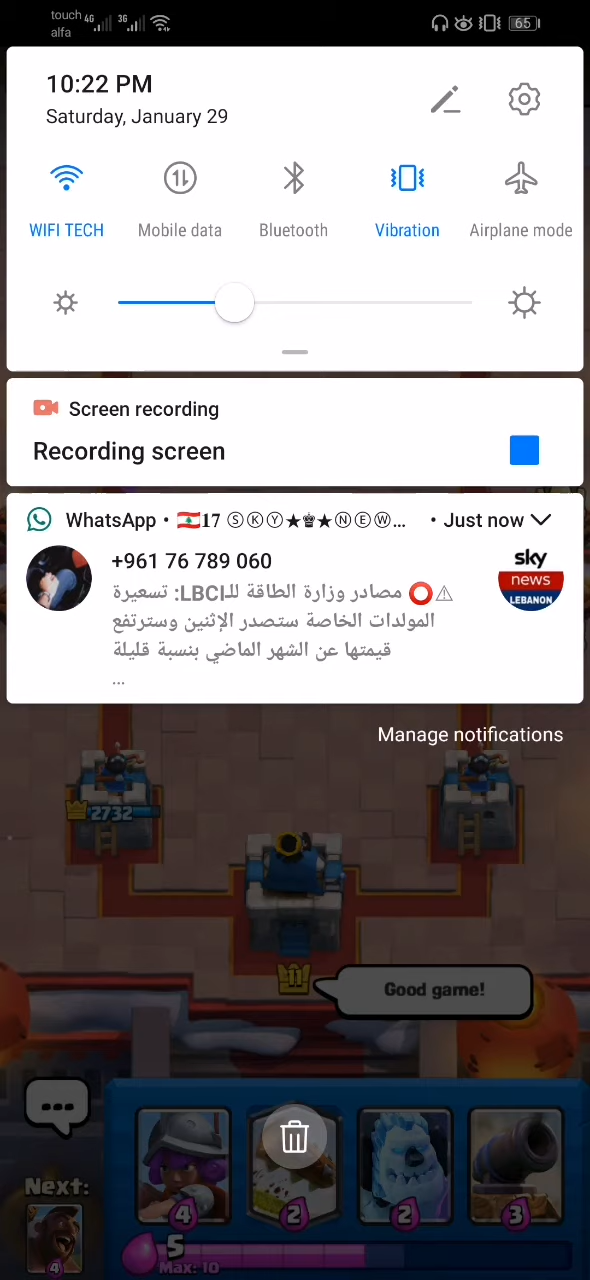 touch 4G 3G
alfa
65
10:22 PM
Saturday, January 29
WIFI TECH Mobile data Bluetooth Vibration Airplane mode
Screen recording
Recording screen
WhatsApp • 🇱🇧17 ⓈⓀⓎ★♚★ⓃⒺⓌ... • Just now
+961 76 789 060
sky
news
LEBANON
⚠⭕ مصادر وزارة الطاقة للـLBCI: تسعيرة
المولدات الخاصة ستصدر الإثنين وسترتفع
قيمتها عن الشهر الماضي بنسبة قليلة
...
Manage notifications
2732
11
Good game!
...
4 2 2 3
Next:
4
5
Max: 10